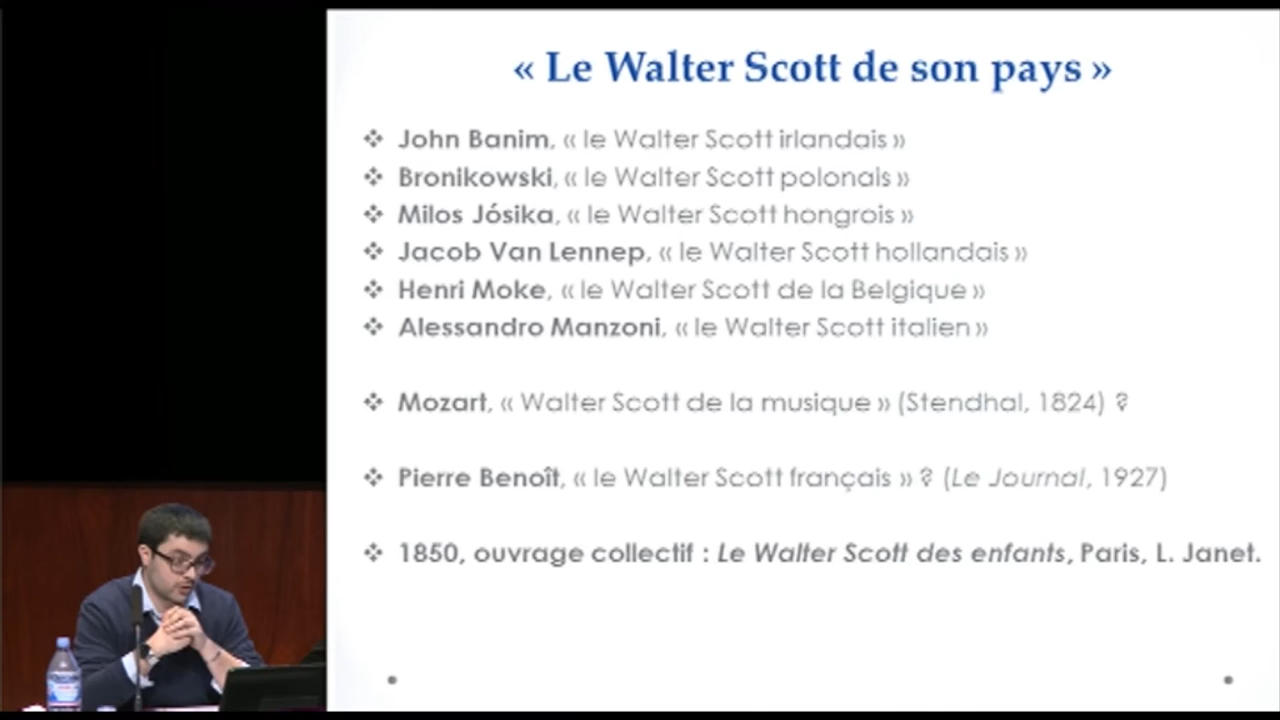 « Le Walter Scott de son pays »
❖ John Banim, « le Walter Scott irlandais »
❖ Bronikowski, « le Walter Scott polonais »
❖ Milos Jósika, « le Walter Scott hongrois »
❖ Jacob Van Lennep, « le Walter Scott hollandais »
❖ Henri Moke, « le Walter Scott de la Belgique »
❖ Alessandro Manzoni, « le Walter Scott italien »
❖ Mozart, « Walter Scott de la musique » (Stendhal, 1824) ?
❖ Pierre Benoît, « le Walter Scott français » ? (Le Journal, 1927)
❖ 1850, ouvrage collectif : Le Walter Scott des enfants, Paris, L. Janet.